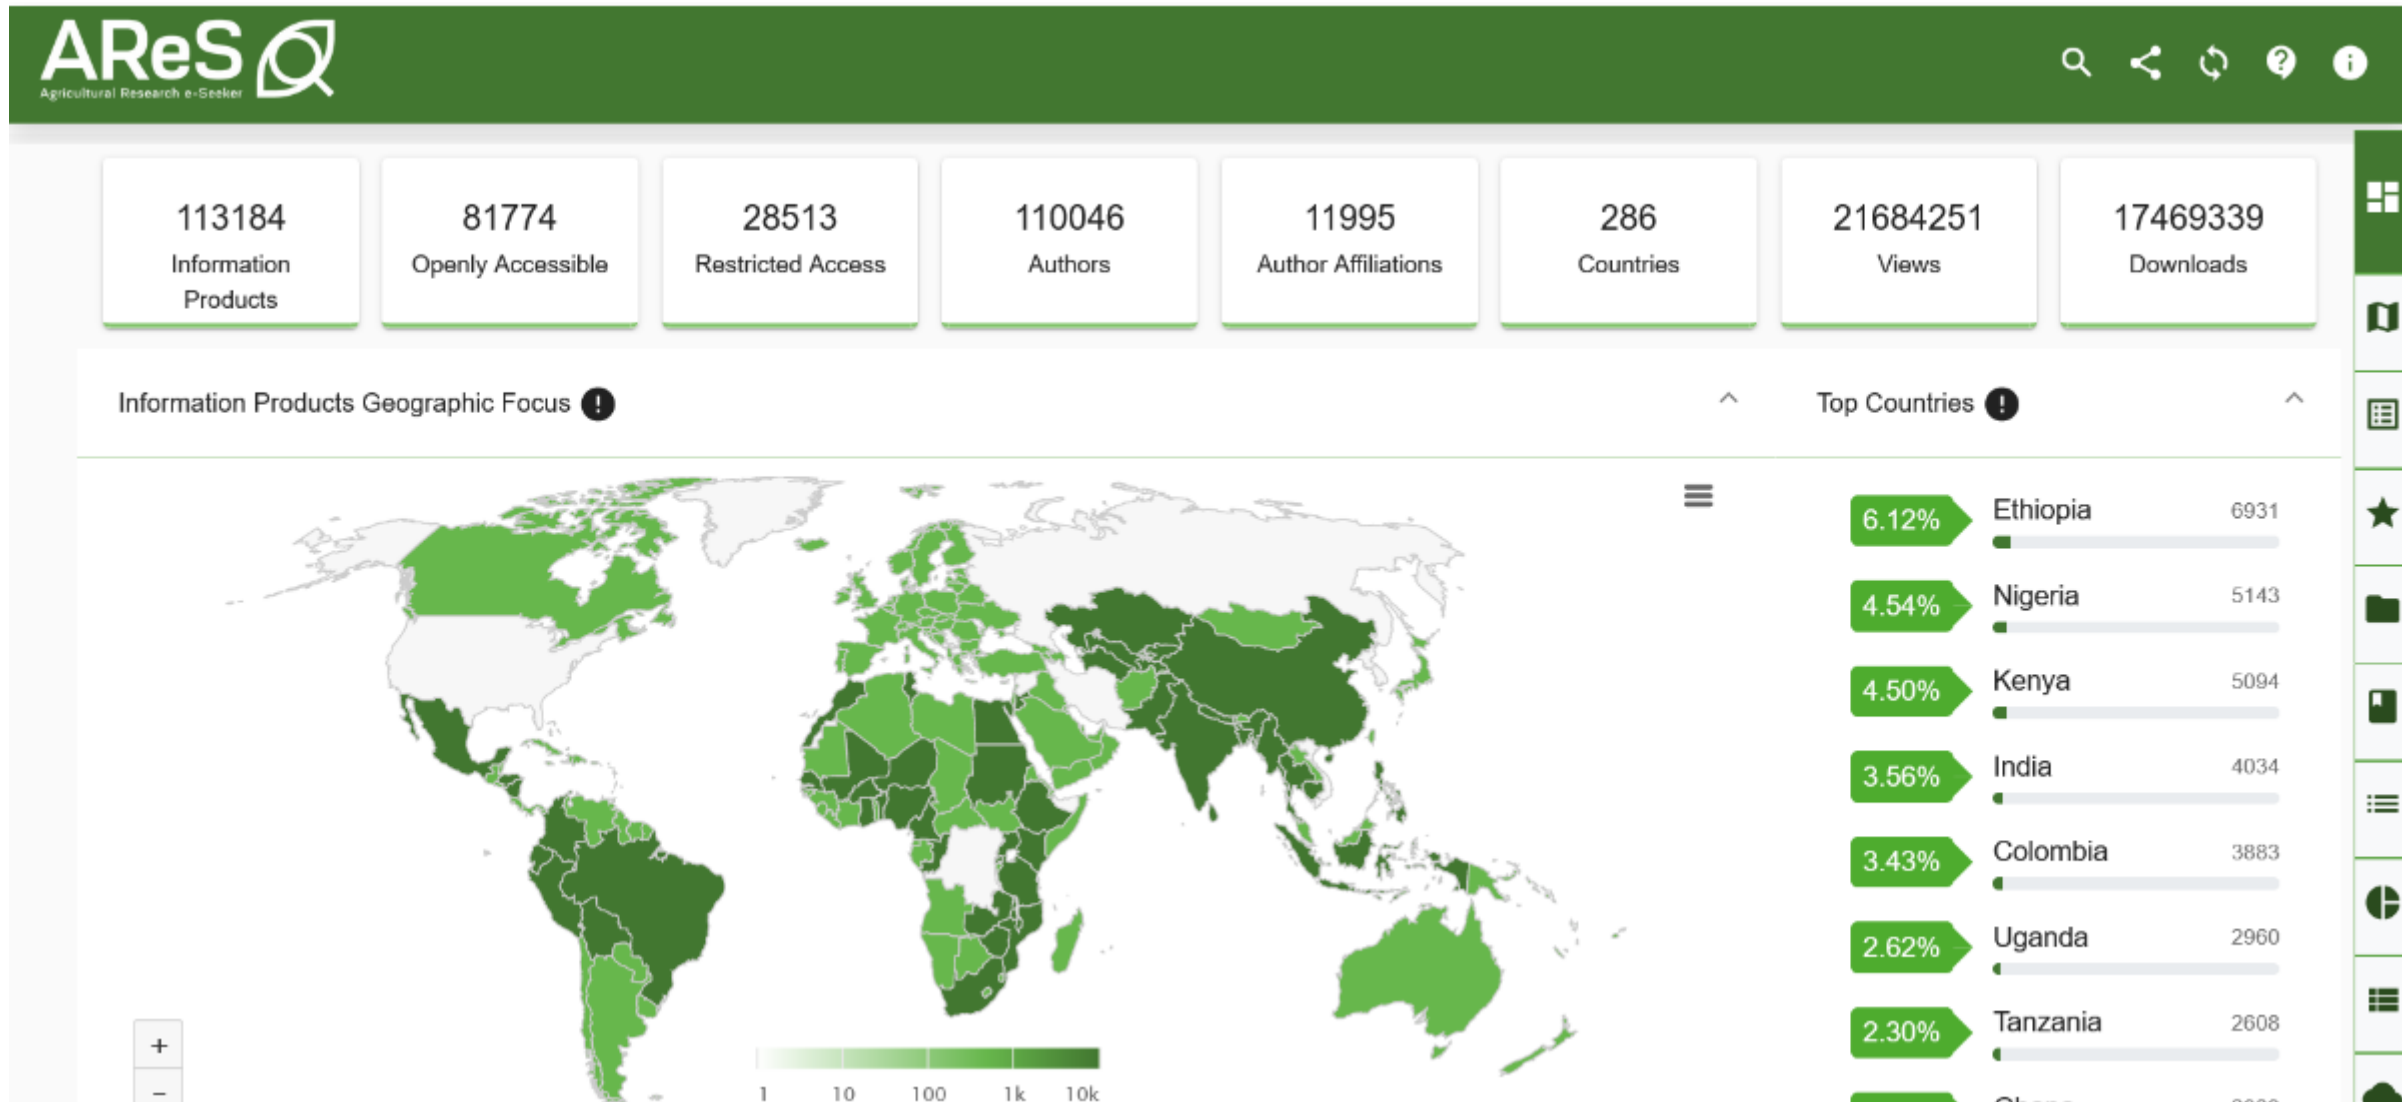 AReS
Agricultural Research e-Seeker
113184
Information
Products
81774
Openly Accessible
28513
Restricted Access
110046
Authors
11995
Author Affiliations
286
Countries
21684251
Views
17469339
Downloads
Information Products Geographic Focus
Top Countries
6.12% Ethiopia 6931
4.54% Nigeria 5143
4.50% Kenya 5094
3.56% India 4034
3.43% Colombia 3883
2.62% Uganda 2960
2.30% Tanzania 2608
+
−
1 10 100 1k 10k